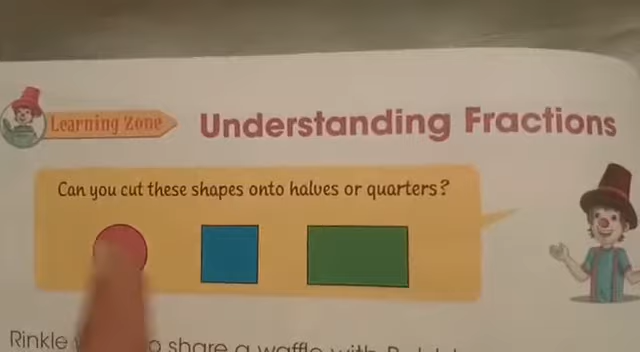 Learning Zone
Understanding Fractions
Can you cut these shapes onto halves or quarters?
Rinkle share a waffle with